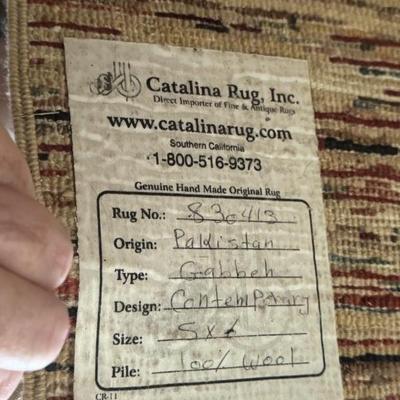 Catalina Rug, Inc.
Direct Importer of Fine & Antique Rugs
www.catalinarug.com
Southern California
1-800-516-9373
Genuine Hand Made Original Rug
Rug No.: 830413
Origin: Pakistan
Type: Gabbeh
Design: Contemporary
Size: 5x
Pile: 100% Wool
CR-11